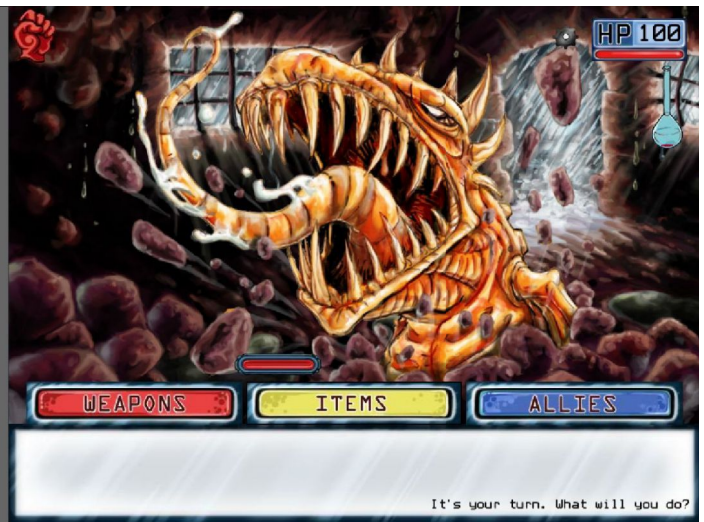 HP 100
WEAPONS
ITEMS
ALLIES
It's your turn. What will you do?